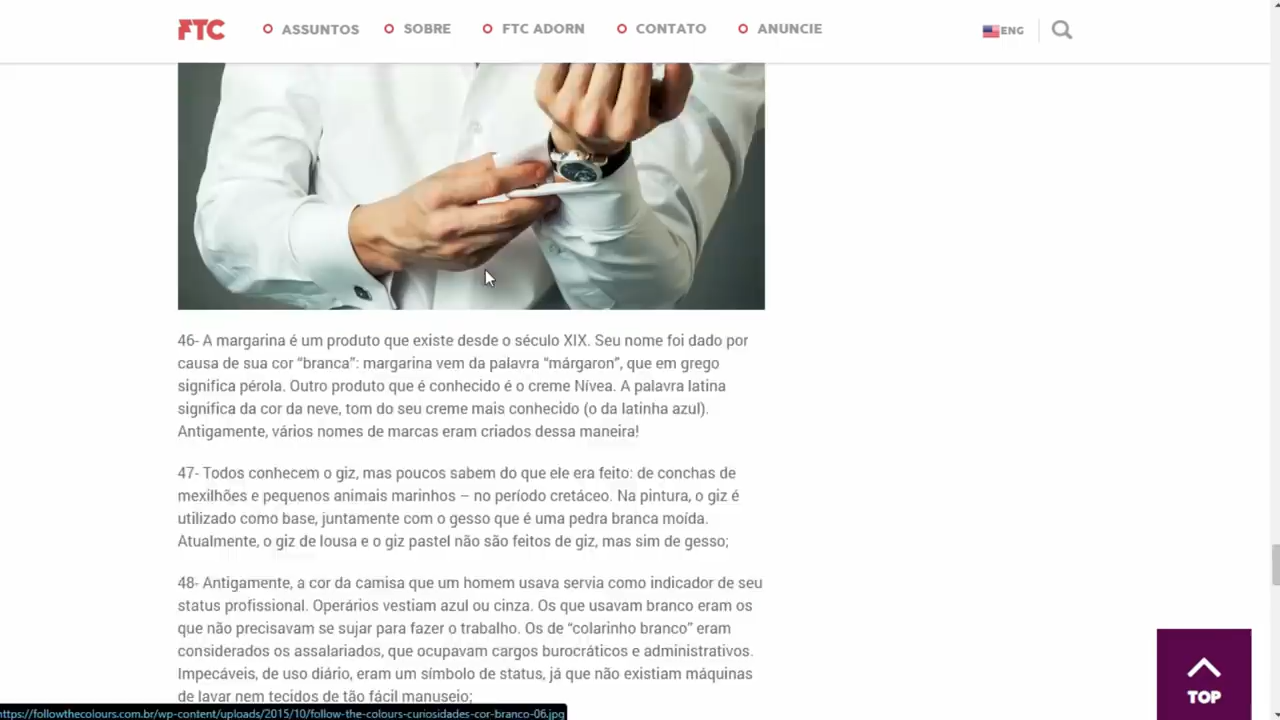 FTC
ASSUNTOS
SOBRE
FTC ADORN
CONTATO
ANUNCIE
ENG
46- A margarina é um produto que existe desde o século XIX. Seu nome foi dado por
causa de sua cor “branca”: margarina vem da palavra “márgaron”, que em grego
significa pérola. Outro produto que é conhecido é o creme Nívea. A palavra latina
significa da cor da neve, tom do seu creme mais conhecido (o da latinha azul).
Antigamente, vários nomes de marcas eram criados dessa maneira!
47- Todos conhecem o giz, mas poucos sabem do que ele era feito: de conchas de
mexilhões e pequenos animais marinhos – no período cretáceo. Na pintura, o giz é
utilizado como base, juntamente com o gesso que é uma pedra branca moída.
Atualmente, o giz de lousa e o giz pastel não são feitos de giz, mas sim de gesso;
48- Antigamente, a cor da camisa que um homem usava servia como indicador de seu
status profissional. Operários vestiam azul ou cinza. Os que usavam branco eram os
que não precisavam se sujar para fazer o trabalho. Os de “colarinho branco” eram
considerados os assalariados, que ocupavam cargos burocráticos e administrativos.
Impecáveis, de uso diário, eram um símbolo de status, já que não existiam máquinas
de lavar nem tecidos de tão fácil manuseio;
TOP
https://followthecolours.com.br/wp-content/uploads/2015/10/follow-the-colours-curiosidades-cor-branco-06.jpg